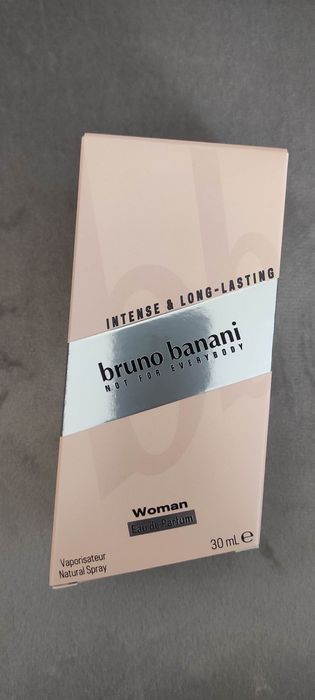 INTENSE & LONG-LASTING
bruno banani
NOT FOR EVERYBODY
Woman
Eau de Parfum
Vaporisateur
Natural Spray
30 mL ℮